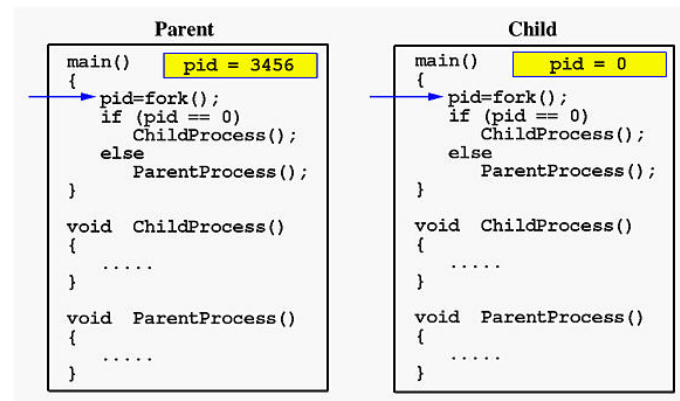 Parent
main() pid = 3456
{
pid=fork();
if (pid == 0)
ChildProcess();
else
ParentProcess();
}
void ChildProcess()
{
.....
}
void ParentProcess()
{
.....
}
Child
main() pid = 0
{
pid=fork();
if (pid == 0)
ChildProcess();
else
ParentProcess();
}
void ChildProcess()
{
.....
}
void ParentProcess()
{
.....
}